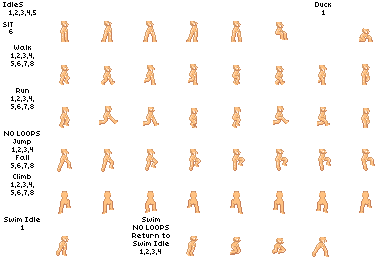 IdleS
1,2,3,4,5
Duck
1
SIT
6
Walk
1,2,3,4,
5,6,7,8
Run
1,2,3,4,
5,6,7,8
NO LOOPS
Jump
1,2,3,4
Fall
5,6,7,8
Climb
1,2,3,4,
5,6,7,8
Swim Idle
1
Swim
NO LOOPS
Return to
Swim Idle
1,2,3,4